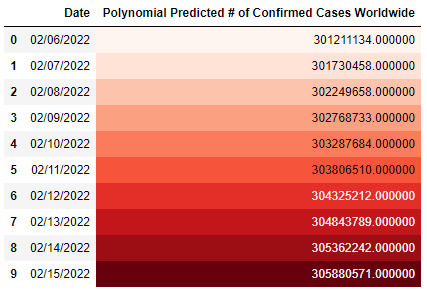 Date Polynomial Predicted # of Confirmed Cases Worldwide
0 02/06/2022 301211134.000000
1 02/07/2022 301730458.000000
2 02/08/2022 302249658.000000
3 02/09/2022 302768733.000000
4 02/10/2022 303287684.000000
5 02/11/2022 303806510.000000
6 02/12/2022 304325212.000000
7 02/13/2022 304843789.000000
8 02/14/2022 305362242.000000
9 02/15/2022 305880571.000000